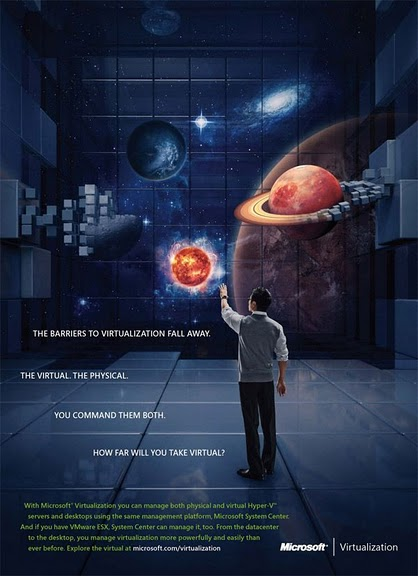 THE BARRIERS TO VIRTUALIZATION FALL AWAY.
THE VIRTUAL. THE PHYSICAL.
YOU COMMAND THEM BOTH.
HOW FAR WILL YOU TAKE VIRTUAL?
With Microsoft® Virtualization you can manage both physical and virtual Hyper-V™
servers and desktops using the same management platform, Microsoft System Center.
And if you have VMware ESX, System Center can manage it, too. From the datacenter
to the desktop, you manage virtualization more powerfully and easily than
ever before. Explore the virtual at microsoft.com/virtualization
Microsoft® | Virtualization